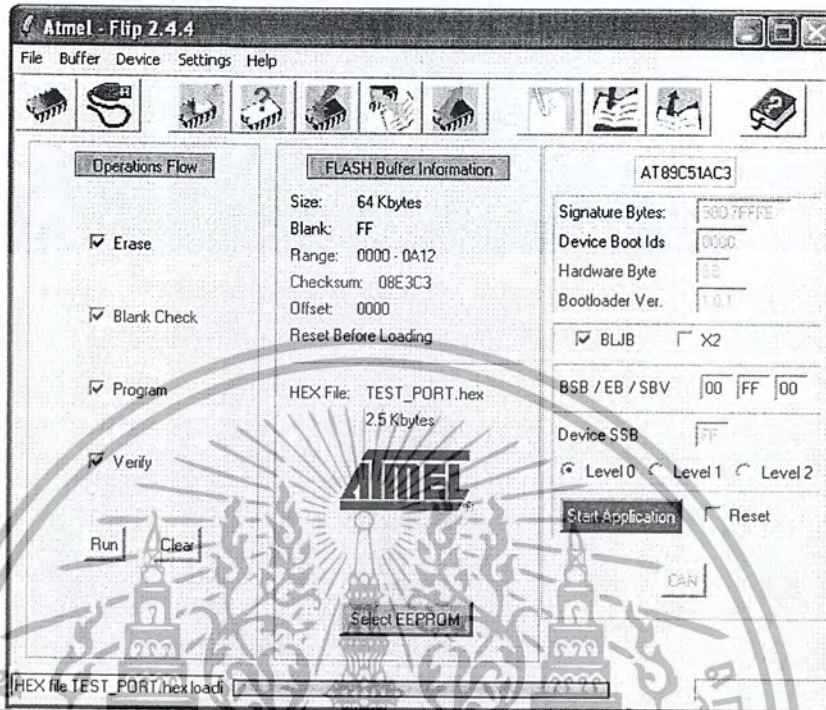 Atmel - Flip 2.4.4
File Buffer Device Settings Help
Operations Flow
Erase
Blank Check
Program
Verify
Run Clear
FLASH Buffer Information
Size: 64 Kbytes
Blank: FF
Range: 0000 - 0A12
Checksum: 08E3C3
Offset: 0000
Reset Before Loading
HEX File: TEST_PORT.hex
2.5 Kbytes
ATMEL
Select EEPROM
AT89C51AC3
Signature Bytes:
Device Boot Ids 0000
Hardware Byte
Bootloader Ver. 1.0.1
BLJB X2
BSB / EB / SBV 00 FF 00
Device SSB FF
Level 0 Level 1 Level 2
Start Application Reset
CAN
HEX file TEST_PORT.hex loadi